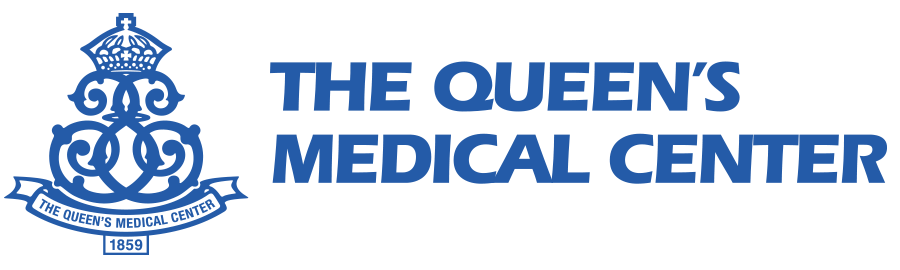 THE QUEEN'S
MEDICAL CENTER
THE QUEEN'S MEDICAL CENTER
1859